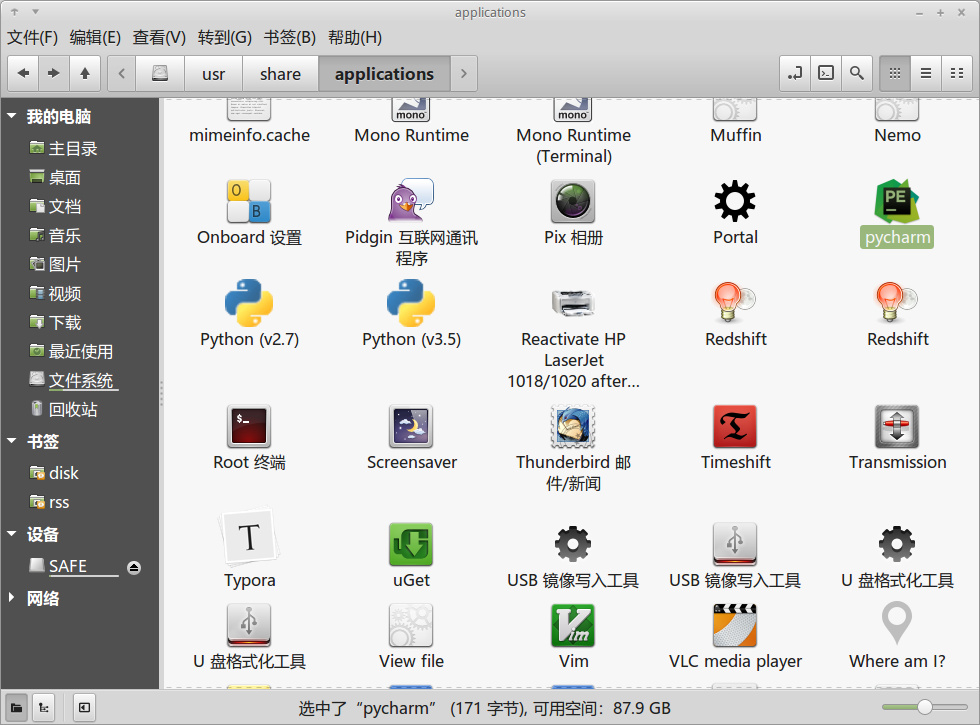 applications
文件(F) 编辑(E) 查看(V) 转到(G) 书签(B) 帮助(H)
usr share applications
我的电脑
主目录
桌面
文档
音乐
图片
视频
下载
最近使用
文件系统
回收站
书签
disk
rss
设备
SAFE
网络
mono mono
mimeinfo.cache Mono Runtime Mono Runtime Muffin Nemo
(Terminal)
O B PE
Onboard 设置 Pidgin 互联网通讯 Pix 相册 Portal pycharm
程序
Python (v2.7) Python (v3.5) Reactivate HP Redshift Redshift
LaserJet
1018/1020 after...
$_ T
Root 终端 Screensaver Thunderbird 邮 Timeshift Transmission
件/新闻
T
Typora uGet USB 镜像写入工具 USB 镜像写入工具 U 盘格式化工具
Vim
U 盘格式化工具 View file Vim VLC media player Where am I?
选中了“pycharm” (171 字节), 可用空间：87.9 GB